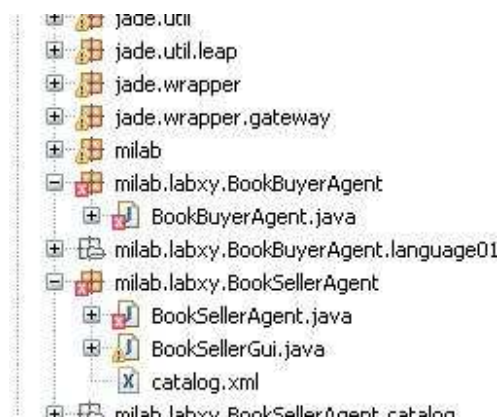 jade.util
jade.util.leap
jade.wrapper
jade.wrapper.gateway
milab
milab.labxy.BookBuyerAgent
BookBuyerAgent.java
milab.labxy.BookBuyerAgent.language01
milab.labxy.BookSellerAgent
BookSellerAgent.java
BookSellerGui.java
catalog.xml
milab.labxy.BookSellerAgent.catalog